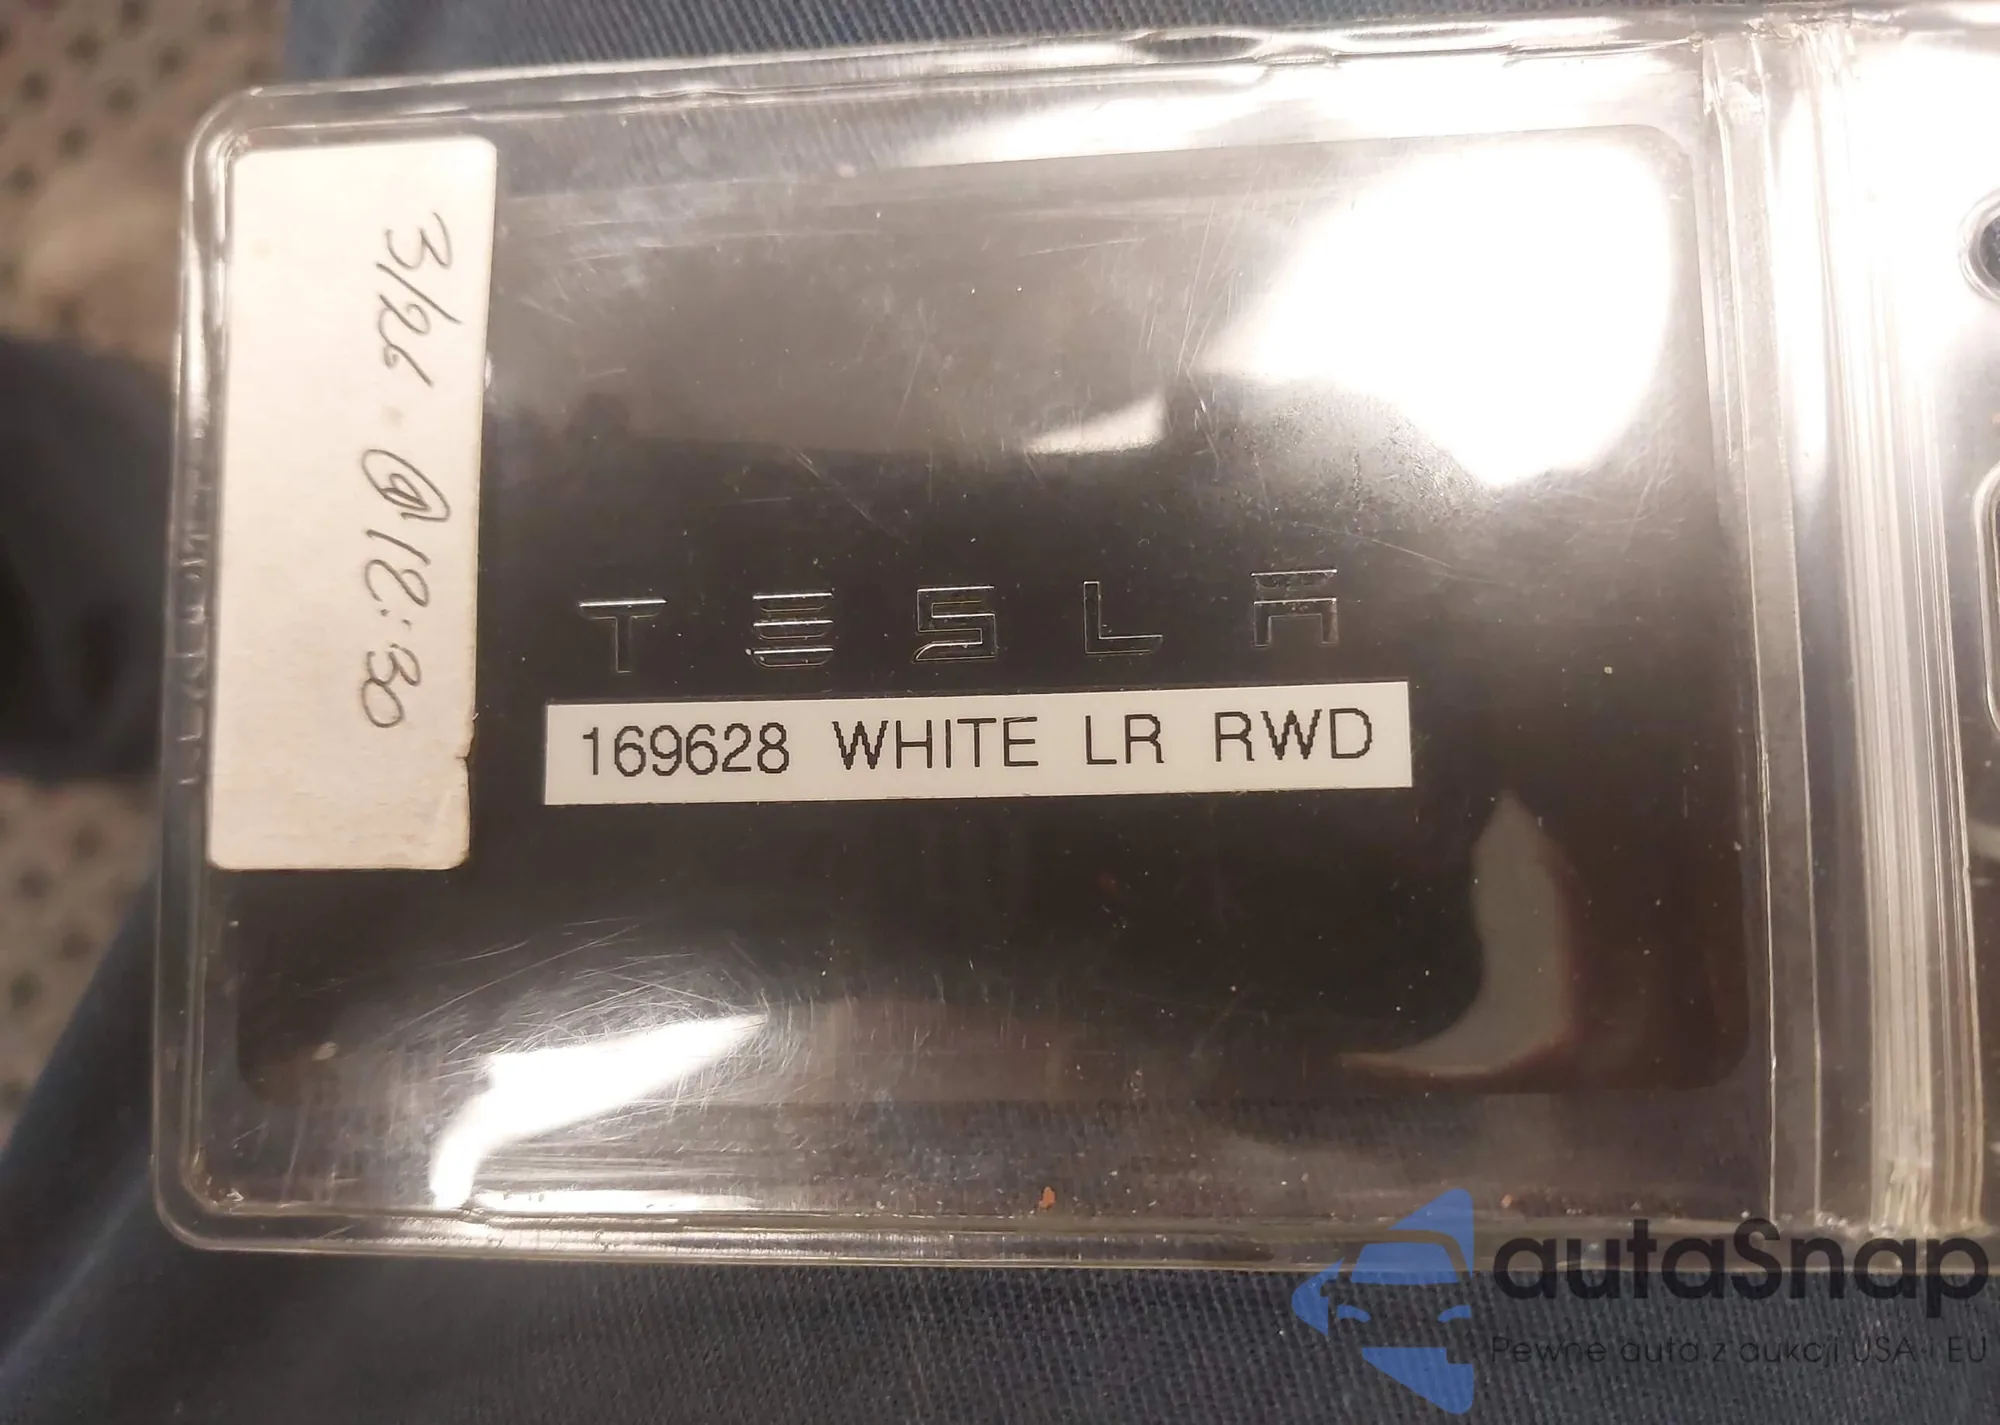 3/26 @ 12:30
TESLA
169628 WHITE LR RWD
autaSnap
Pewne auta z aukcji USA i EU